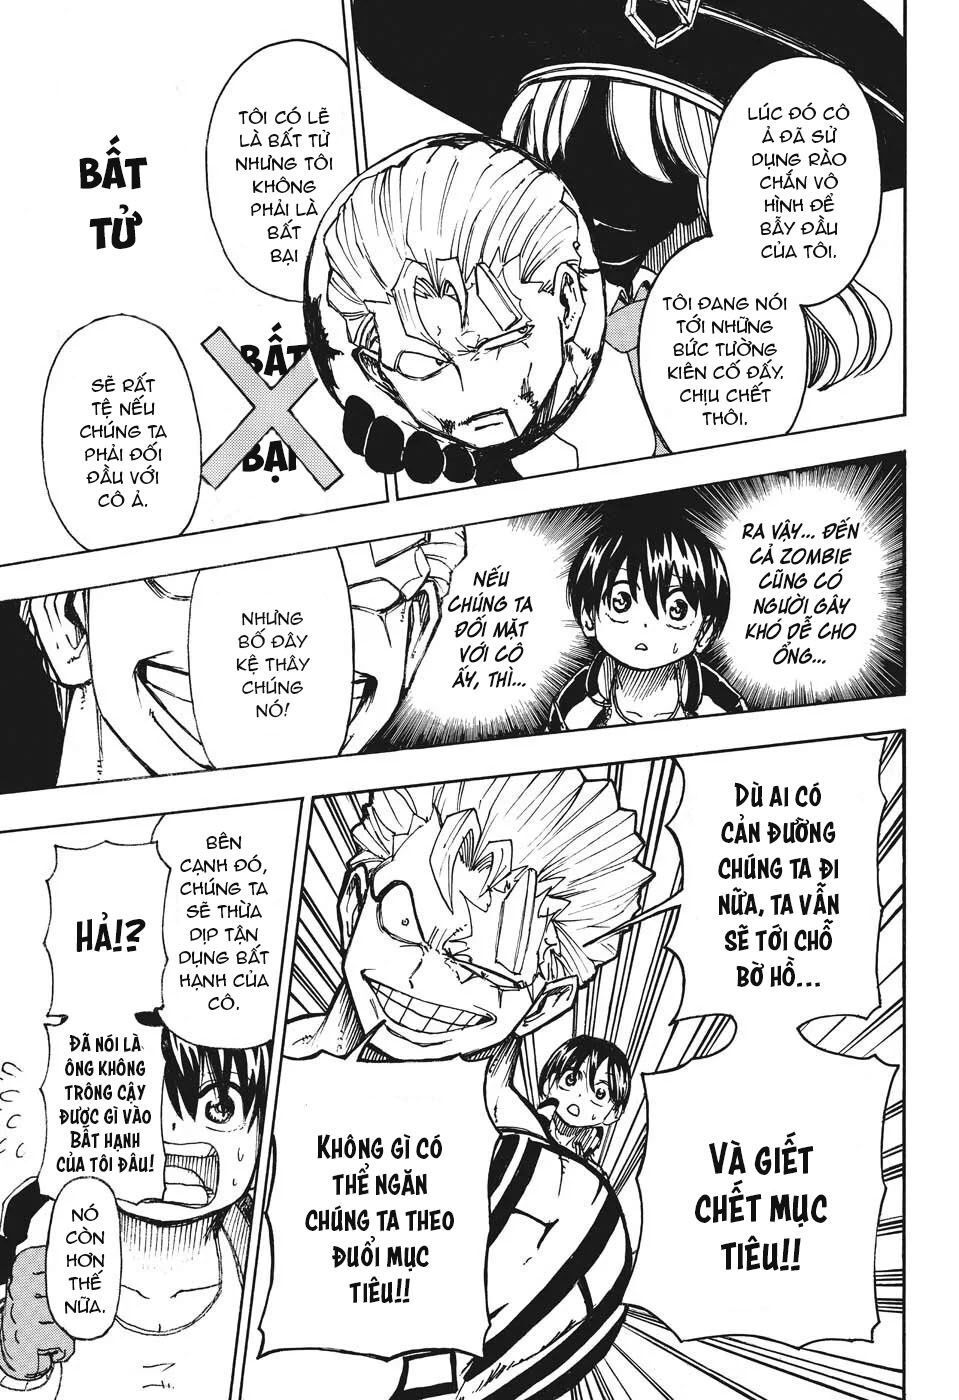 LÚC ĐÓ CÔ
Ả ĐÃ SỬ
DỤNG RÀO
CHẮN VÔ
HÌNH ĐỂ
BẪY ĐẦU
CỦA TÔI.
TÔI ĐANG NÓI
TỚI NHỮNG
BỨC TƯỜNG
KIÊN CỐ ĐẤY.
CHỊU CHẾT
THÔI.
TÔI CÓ LẼ
LÀ BẤT TỬ
NHƯNG TÔI
KHÔNG
PHẢI LÀ
BẤT
BẠI
BẤT
TỬ
BẤT
BẠI
SẼ RẤT
TỆ NẾU
CHÚNG TA
PHẢI ĐỐI
ĐẦU VỚI
CÔ Ả.
RA VẬY... ĐẾN
CẢ ZOMBIE
CŨNG CÓ
NGƯỜI GÂY
KHÓ DỄ CHO
ỔNG...
NẾU
CHÚNG TA
ĐỐI MẶT
VỚI CÔ
ẤY, THÌ...
NHƯNG
BỐ ĐÂY
KỆ THÂY
CHÚNG
NÓ!
DÙ AI CÓ
CẢN ĐƯỜNG
CHÚNG TA ĐI
NỮA, TA VẪN
SẼ TỚI CHỖ
BỜ HỒ...
VÀ GIẾT
CHẾT MỤC
TIÊU!!
KHÔNG GÌ CÓ
THỂ NGĂN
CHÚNG TA THEO
ĐUỔI MỤC
TIÊU!!
BÊN
CẠNH ĐÓ,
CHÚNG TA
SẼ THỪA
DỊP TẬN
DỤNG BẤT
HẠNH CỦA
CÔ.
HẢ!?
ĐÃ NÓI LÀ
ÔNG KHÔNG
TRÔNG CẬY
ĐƯỢC GÌ VÀO
BẤT HẠNH
CỦA TÔI ĐÂU!
NÓ
CÒN
HƠN
THẾ
NỮA.